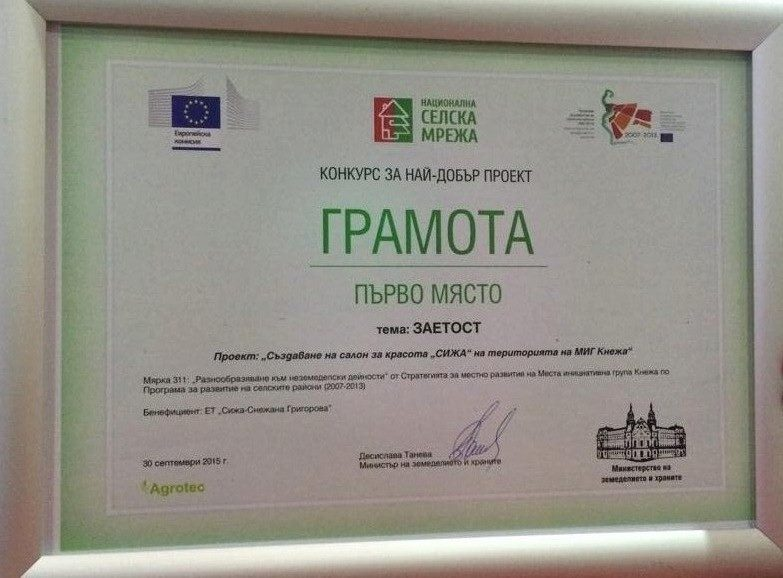 Европейска
комисия
НАЦИОНАЛНА
СЕЛСКА
МРЕЖА
2007-2013
КОНКУРС ЗА НАЙ-ДОБЪР ПРОЕКТ
ГРАМОТА
ПЪРВО МЯСТО
тема: ЗАЕТОСТ
Проект: „Създаване на салон за красота „СИЖА“ на територията на МИГ Кнежа“
Мярка 311: „Разнообразяване към неземеделски дейности“ от Стратегията за местно развитие на Места инициативна група Кнежа по
Програма за развитие на селските райони (2007-2013)
Бенефициент: ЕТ „Сижа-Снежана Григорова“
30 септември 2015 г.
Десислава Танева
Министър на земеделието и храните
Министерство на
земеделието и храните
Agrotec